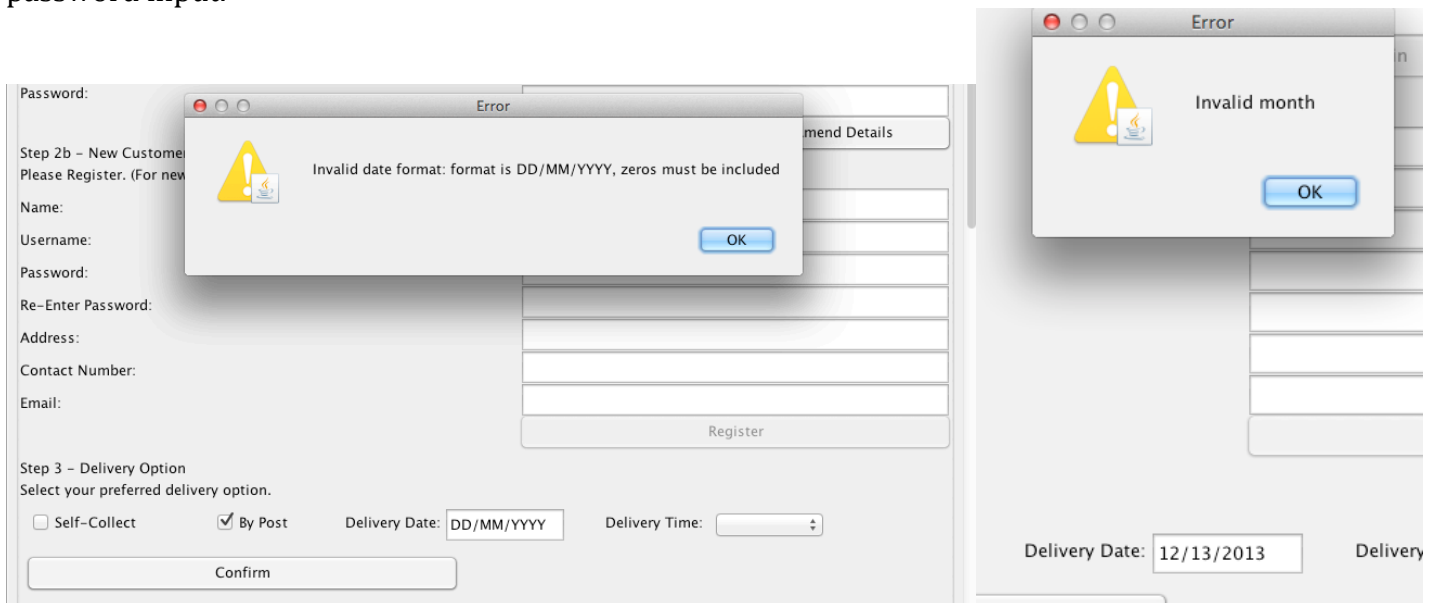 Error
Invalid month
in
OK
Delivery Date: 12/13/2013 Delivery
Password:
Error
Invalid date format: format is DD/MM/YYYY, zeros must be included
OK
mend Details
Step 2b – New Custome
Please Register. (For new
Name:
Username:
Password:
Re-Enter Password:
Address:
Contact Number:
Email:
Register
Step 3 – Delivery Option
Select your preferred delivery option.
Self-Collect By Post Delivery Date: DD/MM/YYYY Delivery Time:
Confirm